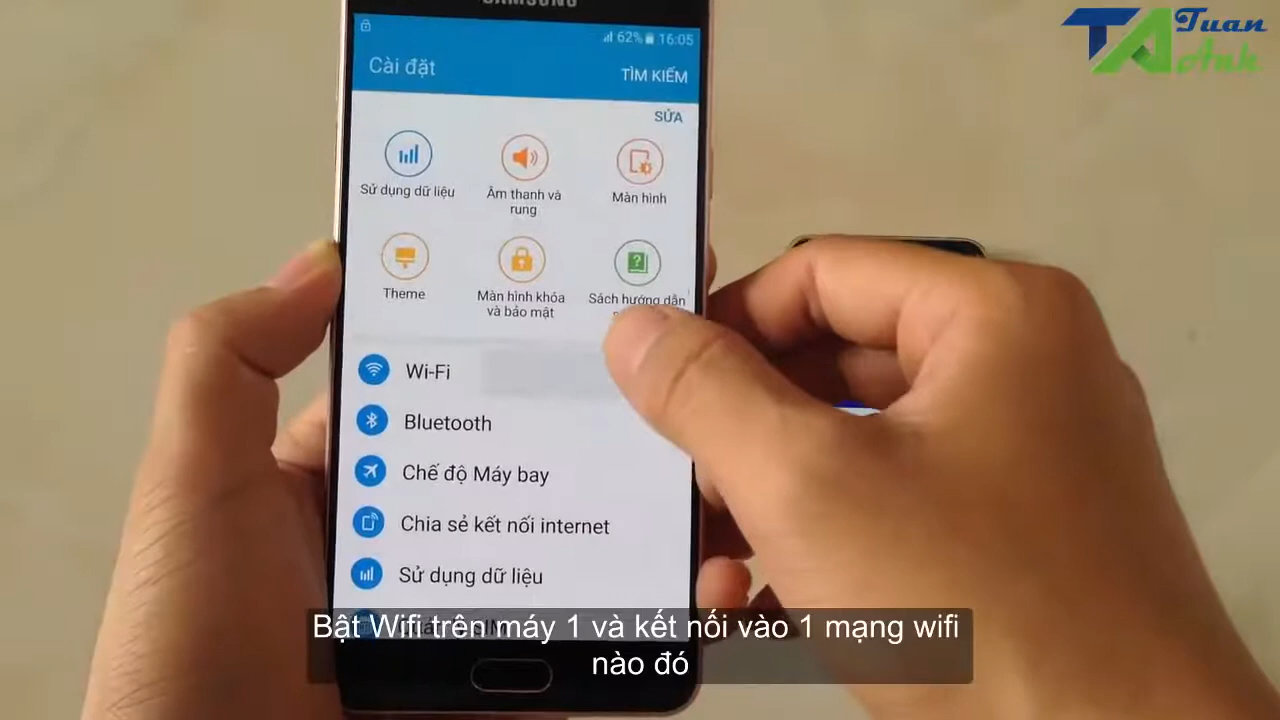 SAMSUNG
Tuan
TA Anh
62% 16:05
Cài đặt
TÌM KIẾM
SỬA
Sử dụng dữ liệu
Âm thanh và
rung
Màn hình
Theme
Màn hình khóa
và bảo mật
Sách hướng dẫn
Wi-Fi
Bluetooth
Chế độ Máy bay
Chia sẻ kết nối internet
Sử dụng dữ liệu
Bật Wifi trên máy 1 và kết nối vào 1 mạng wifi
nào đó